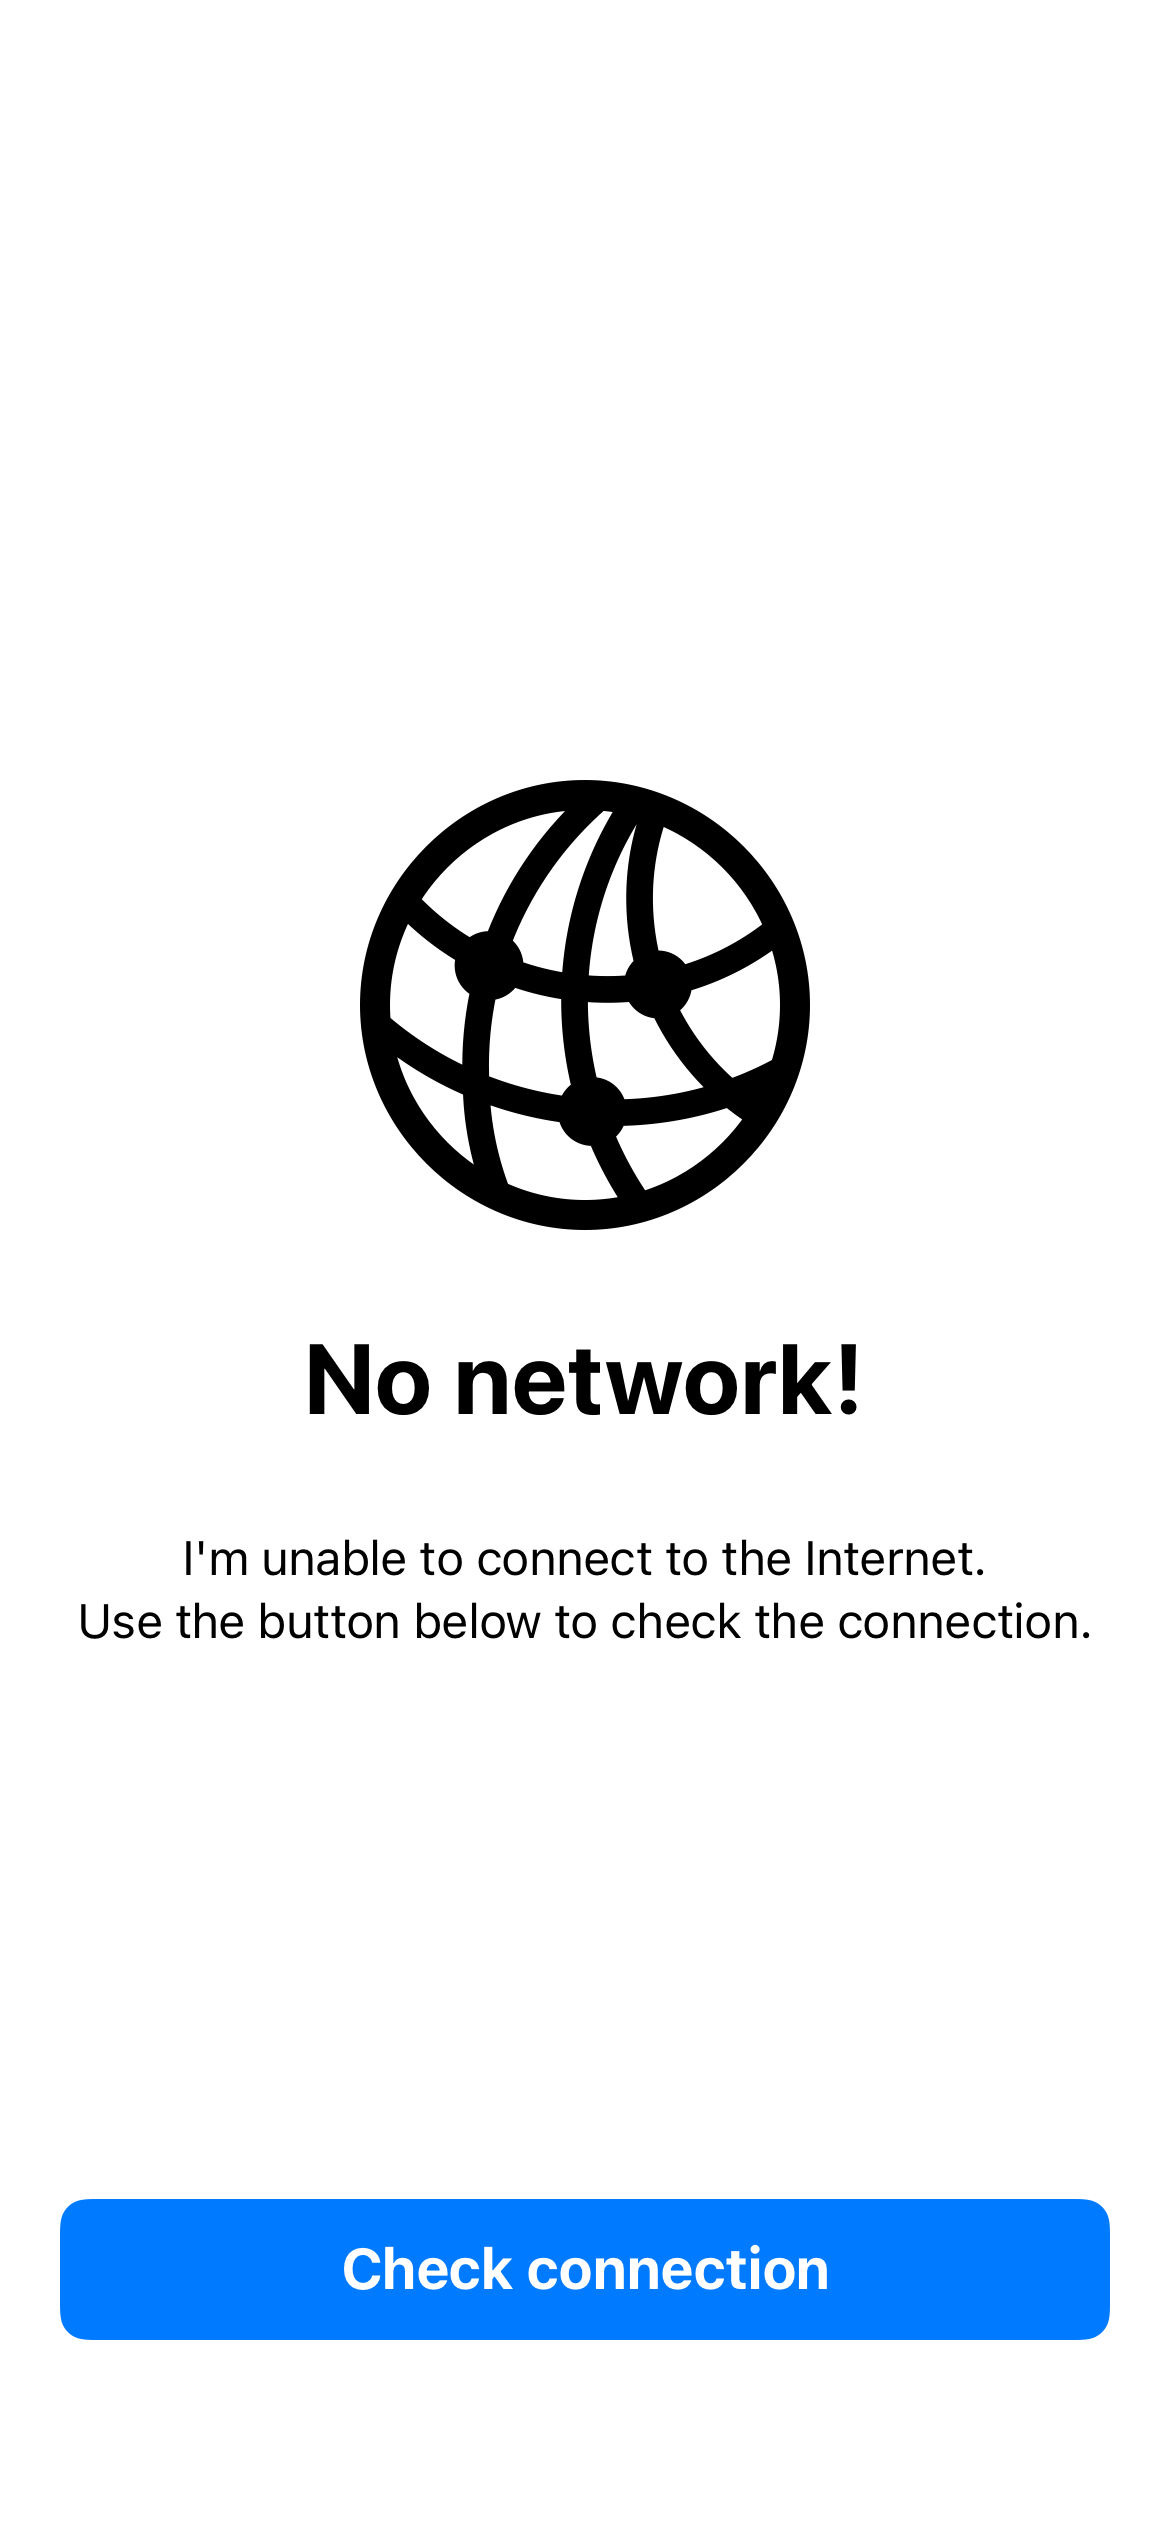 No network!
I'm unable to connect to the Internet.
Use the button below to check the connection.
Check connection